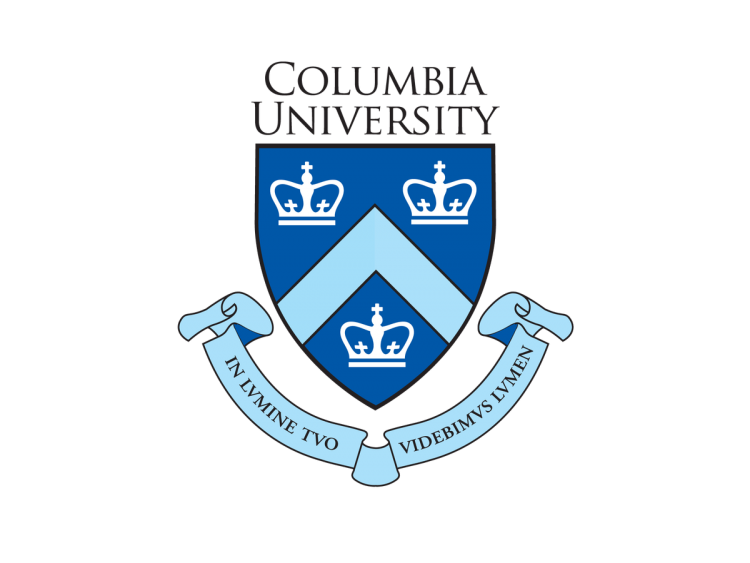 COLUMBIA
UNIVERSITY
IN LVMINE TVO
VIDEBIMVS LVMEN